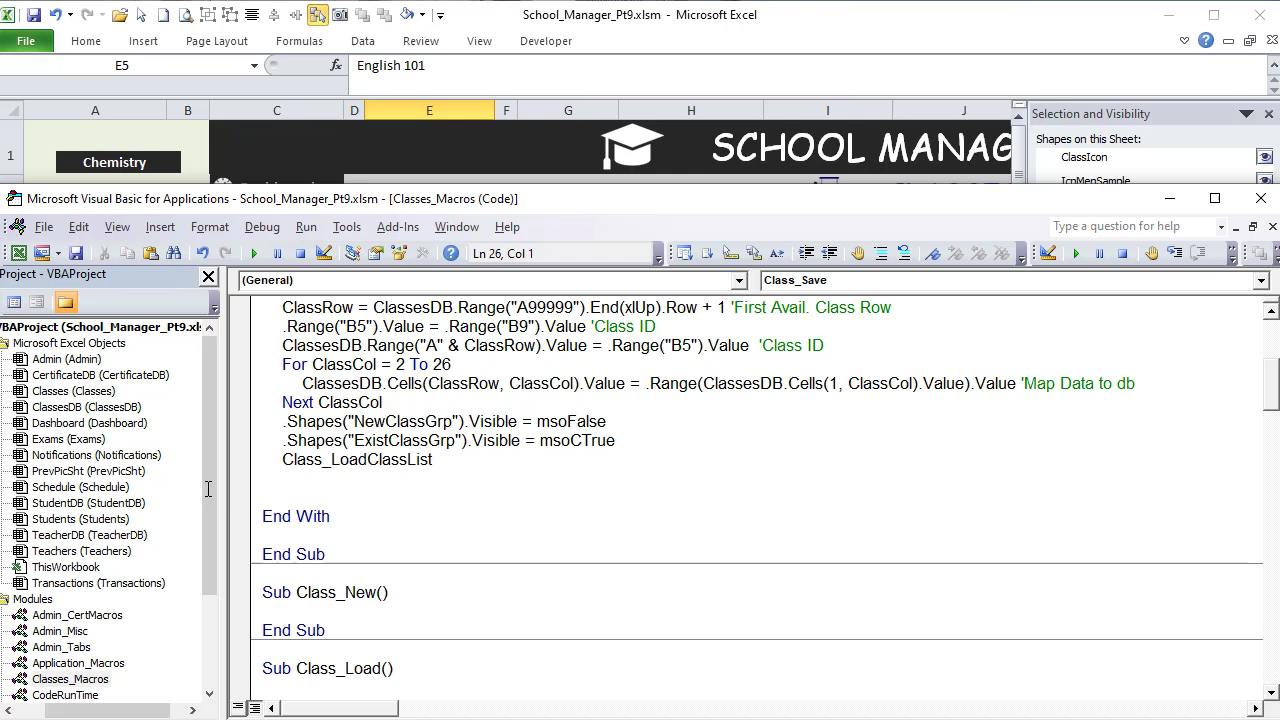 School_Manager_Pt9.xlsm - Microsoft Excel
File Home Insert Page Layout Formulas Data Review View Developer
E5 fx English 101
A B C D E F G H I J
Selection and Visibility
Shapes on this Sheet:
ClassIcon
IcnMenSample
1
Chemistry
SCHOOL MANAG
Microsoft Visual Basic for Applications - School_Manager_Pt9.xlsm - [Classes_Macros (Code)]
File Edit View Insert Format Debug Run Tools Add-Ins Window Help
Type a question for help
Ln 26, Col 1
Project - VBAProject
(General)
Class_Save
VBAProject (School_Manager_Pt9.xls
Microsoft Excel Objects
Admin (Admin)
CertificateDB (CertificateDB)
Classes (Classes)
ClassesDB (ClassesDB)
Dashboard (Dashboard)
Exams (Exams)
Notifications (Notifications)
PrevPicSht (PrevPicSht)
Schedule (Schedule)
StudentDB (StudentDB)
Students (Students)
TeacherDB (TeacherDB)
Teachers (Teachers)
ThisWorkbook
Transactions (Transactions)
Modules
Admin_CertMacros
Admin_Misc
Admin_Tabs
Application_Macros
Classes_Macros
CodeRunTime
ClassRow = ClassesDB.Range("A99999").End(xlUp).Row + 1 'First Avail. Class Row
.Range("B5").Value = .Range("B9").Value 'Class ID
ClassesDB.Range("A" & ClassRow).Value = .Range("B5").Value 'Class ID
For ClassCol = 2 To 26
ClassesDB.Cells(ClassRow, ClassCol).Value = .Range(ClassesDB.Cells(1, ClassCol).Value).Value 'Map Data to db
Next ClassCol
.Shapes("NewClassGrp").Visible = msoFalse
.Shapes("ExistClassGrp").Visible = msoCTrue
Class_LoadClassList
End With
End Sub
Sub Class_New()
End Sub
Sub Class_Load()